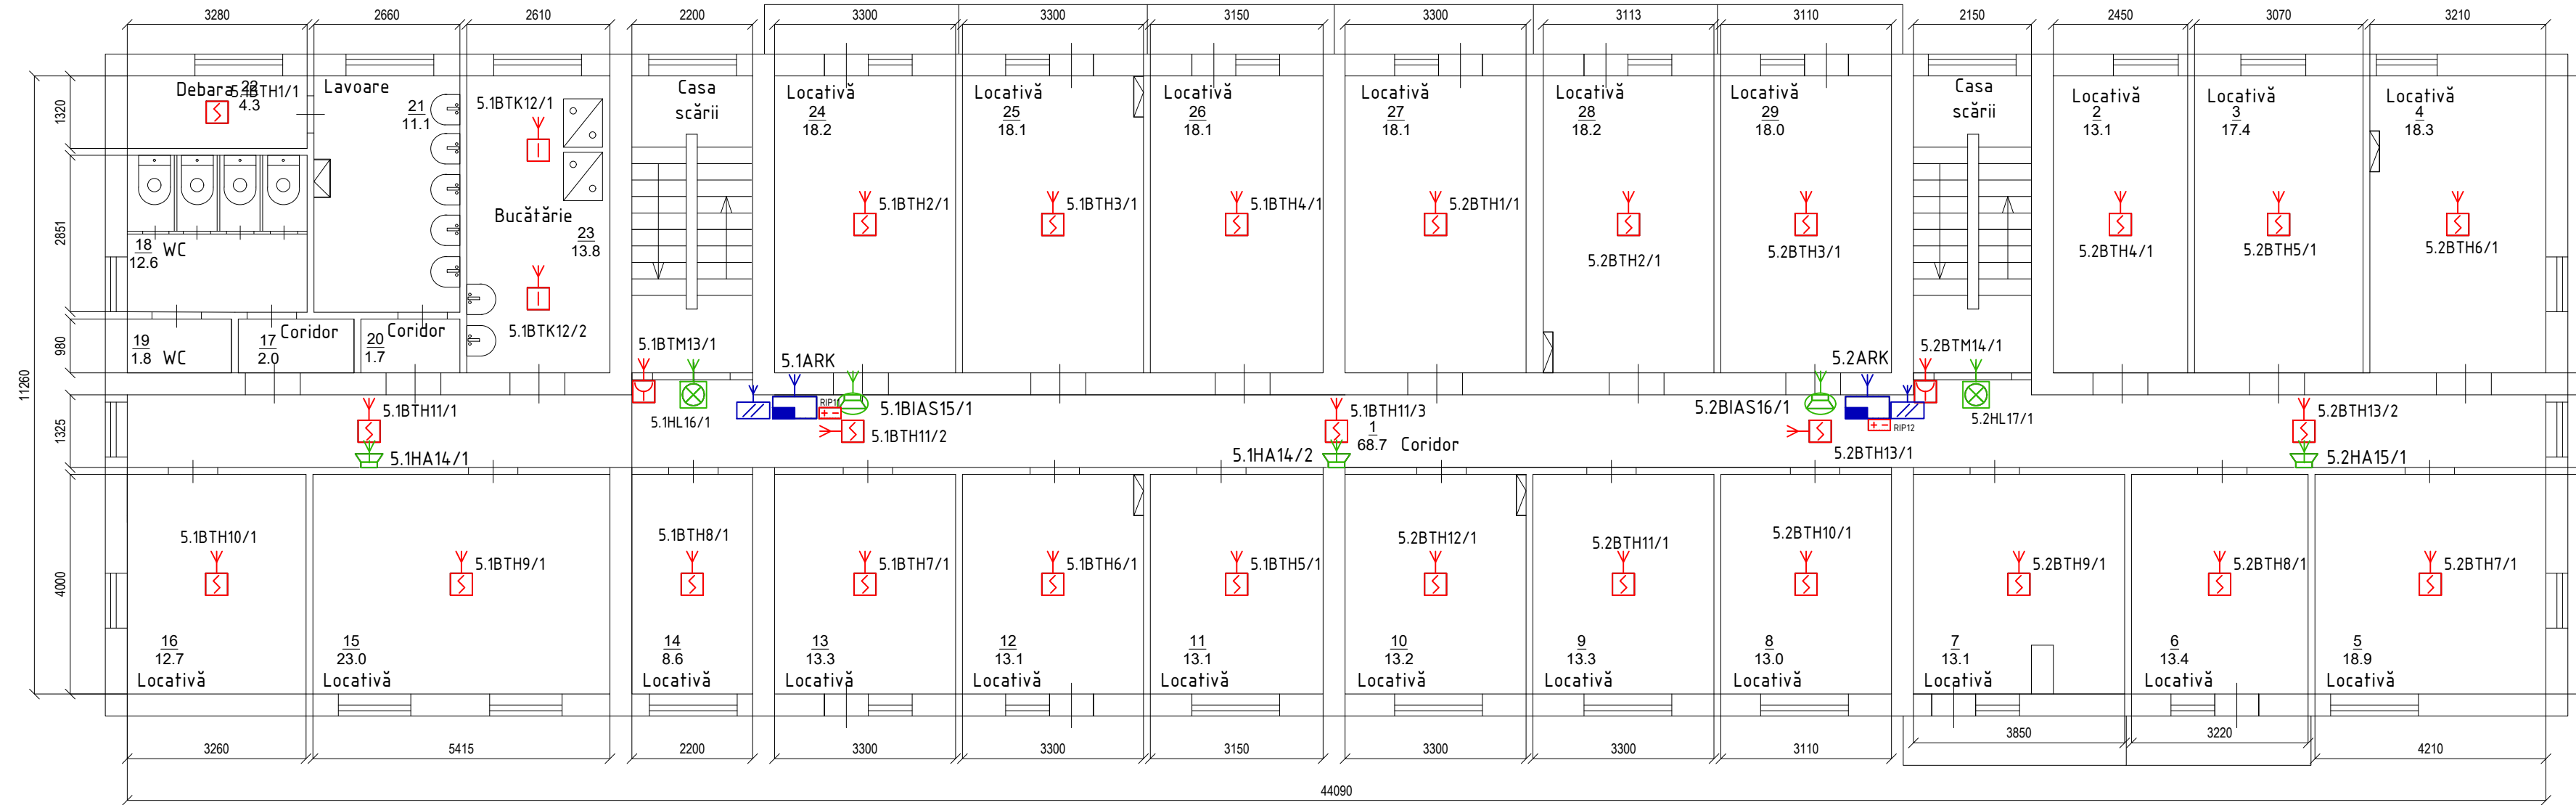 3280 2660 2610 2200 3300 3300 3150 3300 3113 3110 2150 2450 3070 3210
Debara
22
4.3
5.1BTH1/1
Lavoare
21
11.1
5.1BTK12/1
Casa
scării
Locativă
24
18.2
Locativă
25
18.1
Locativă
26
18.1
Locativă
27
18.1
Locativă
28
18.2
Locativă
29
18.0
Casa
scării
Locativă
2
13.1
Locativă
3
17.4
Locativă
4
18.3
1320
2851
980
11260
1325
4000
Bucătărie
23
13.8
5.1BTH2/1
5.1BTH3/1
5.1BTH4/1
5.2BTH1/1
5.2BTH2/1
5.2BTH3/1
5.2BTH4/1
5.2BTH5/1
5.2BTH6/1
18
12.6
WC
19
1.8
WC
17
2.0
Coridor
20
1.7
Coridor
5.1BTK12/2
5.1BTM13/1
5.1ARK
5.2ARK
5.2BTM14/1
5.1BTH11/1
5.1HL16/1
RIP11
5.1BIAS15/1
5.1BTH11/2
5.1BTH11/3
1
68.7
Coridor
5.2BIAS16/1
RIP12
5.2HL17/1
5.2BTH13/2
5.1HA14/1
5.1HA14/2
5.2BTH13/1
5.2HA15/1
5.1BTH10/1
5.1BTH9/1
5.1BTH8/1
5.1BTH7/1
5.1BTH6/1
5.1BTH5/1
5.2BTH12/1
5.2BTH11/1
5.2BTH10/1
5.2BTH9/1
5.2BTH8/1
5.2BTH7/1
16
12.7
Locativă
15
23.0
Locativă
14
8.6
Locativă
13
13.3
Locativă
12
13.1
Locativă
11
13.1
Locativă
10
13.2
Locativă
9
13.3
Locativă
8
13.0
Locativă
7
13.1
Locativă
6
13.4
Locativă
5
18.9
Locativă
3260 5415 2200 3300 3300 3150 3300 3300 3110 3850 3220 4210
44090